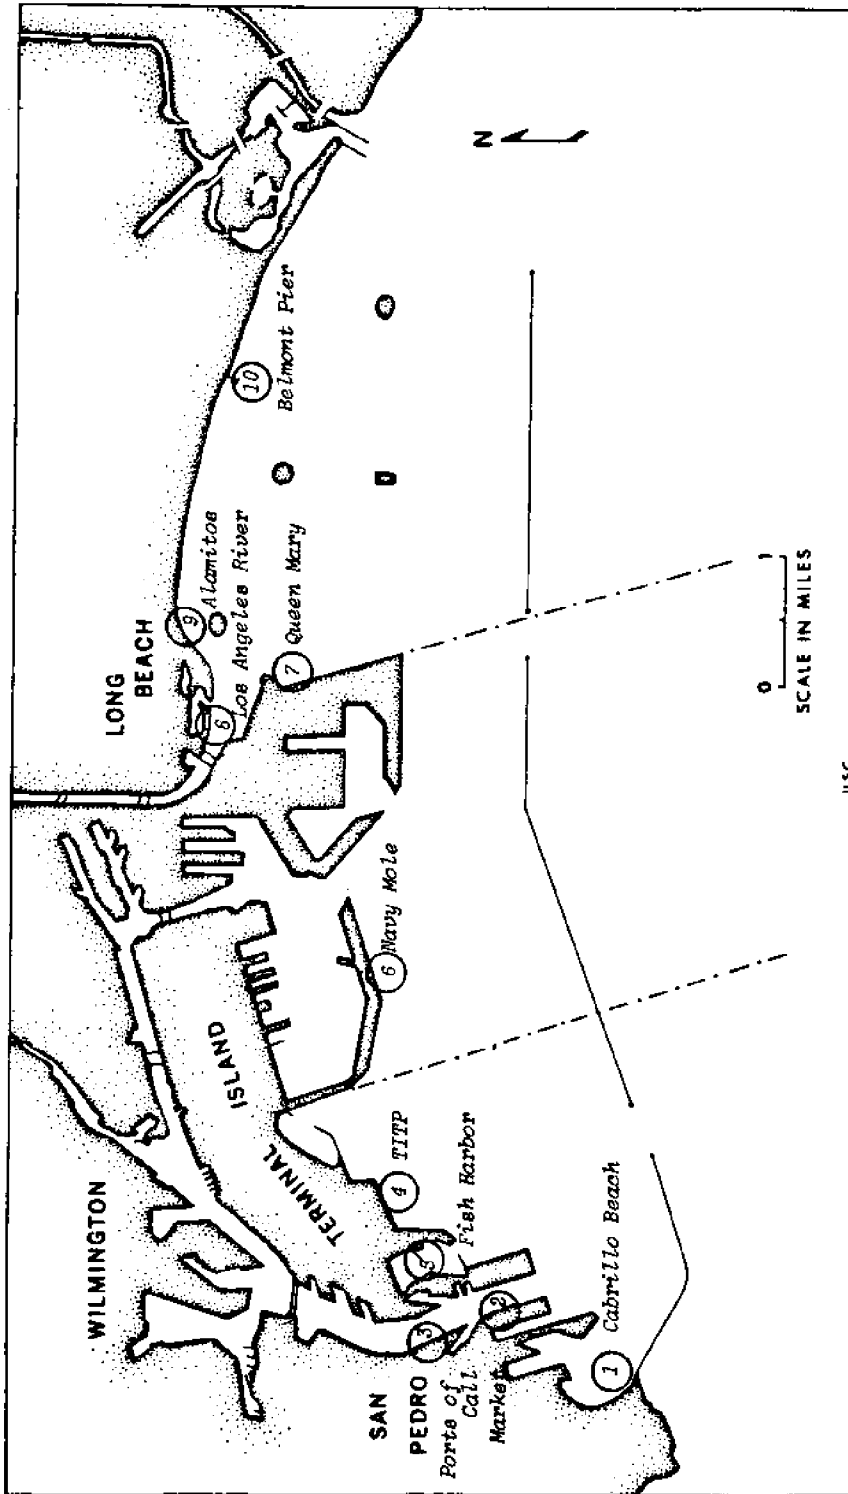 WILMINGTON
LONG
BEACH
TERMINAL
ISLAND
SAN
PEDRO
Ports of
Call
Market
3
2
1
Cabrillo Beach
5
Fish Harbor
4
TITP
6
Navy Mole
Los Angeles River
7
Queen Mary
9
Alamitos
10
Belmont Pier
N
0
1
SCALE IN MILES